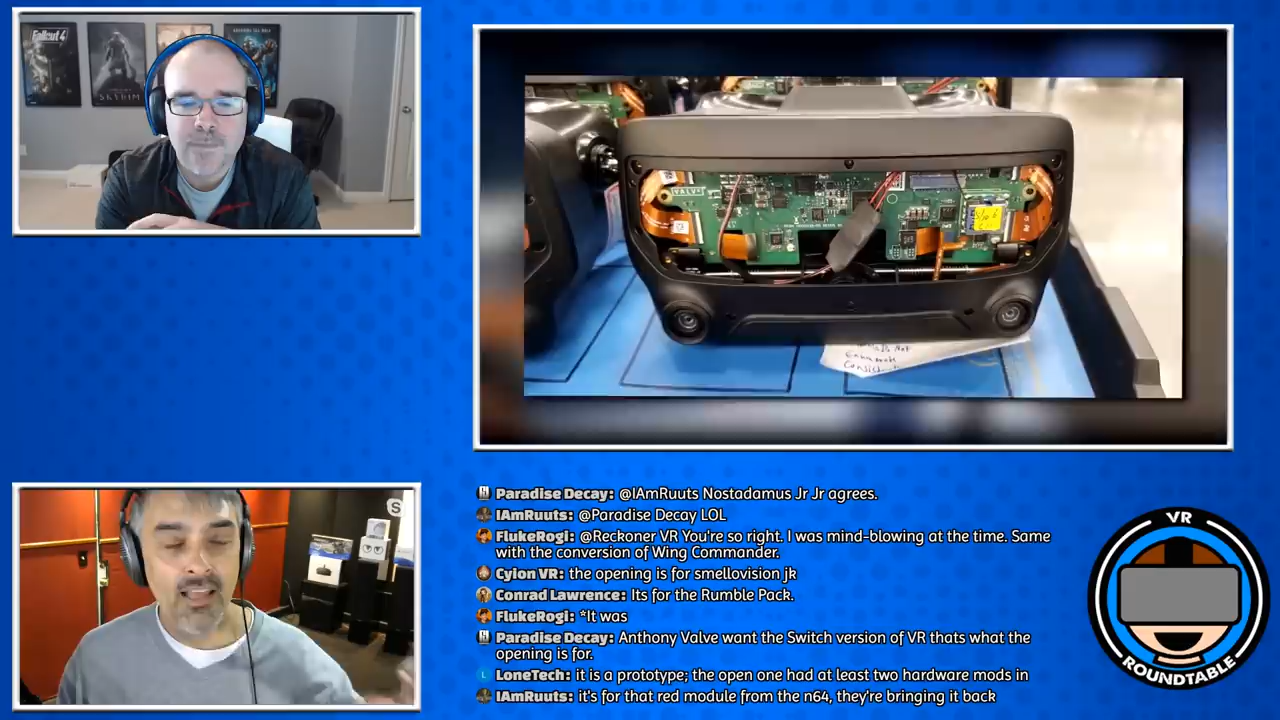 Fallout 4
SKYRIM
VALVE
S
Enhanced
Consid
Paradise Decay: @IAmRuuts Nostadamus Jr Jr agrees.
IAmRuuts: @Paradise Decay LOL
FlukeRogi: @Reckoner VR You're so right. I was mind-blowing at the time. Same
with the conversion of Wing Commander.
Cyion VR: the opening is for smellovision jk
Conrad Lawrence: Its for the Rumble Pack.
FlukeRogi: *It was
Paradise Decay: Anthony Valve want the Switch version of VR thats what the
opening is for.
LoneTech: it is a prototype; the open one had at least two hardware mods in
IAmRuuts: it's for that red module from the n64, they're bringing it back
VR
ROUNDTABLE